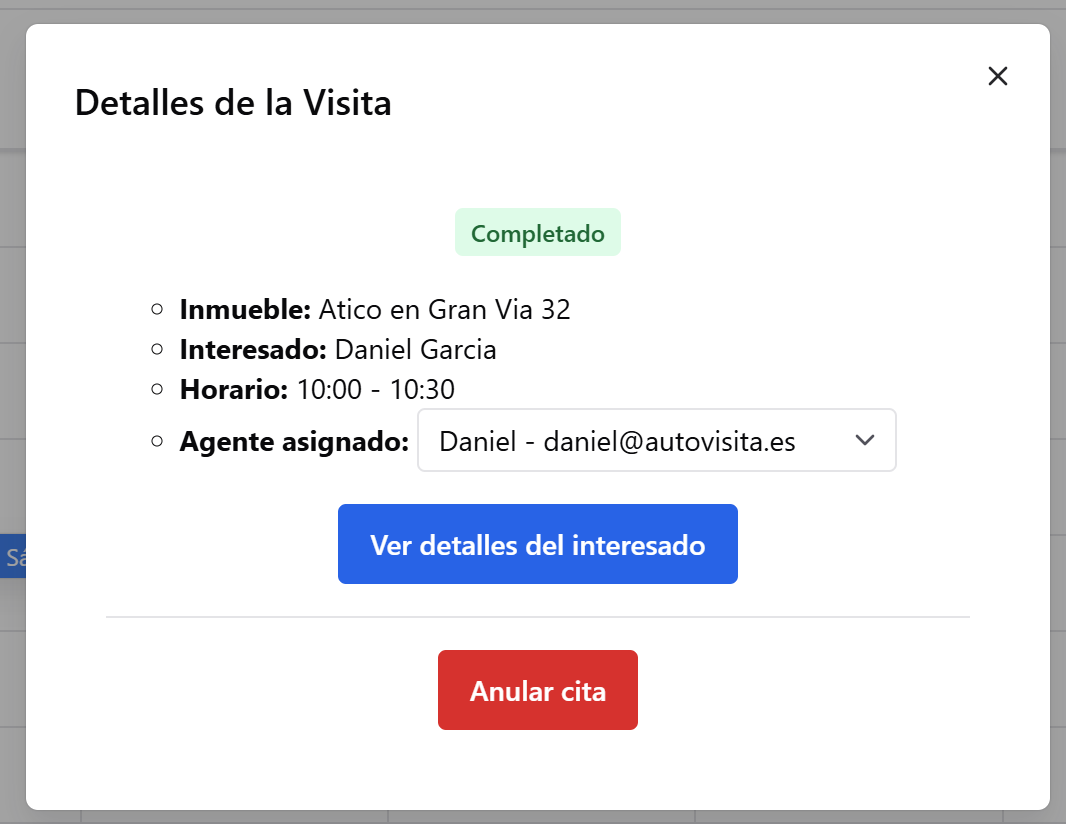 Detalles de la Visita
Completado
Inmueble: Atico en Gran Via 32
Interesado: Daniel Garcia
Horario: 10:00 - 10:30
Agente asignado: Daniel - daniel@autovisita.es
Ver detalles del interesado
Anular cita